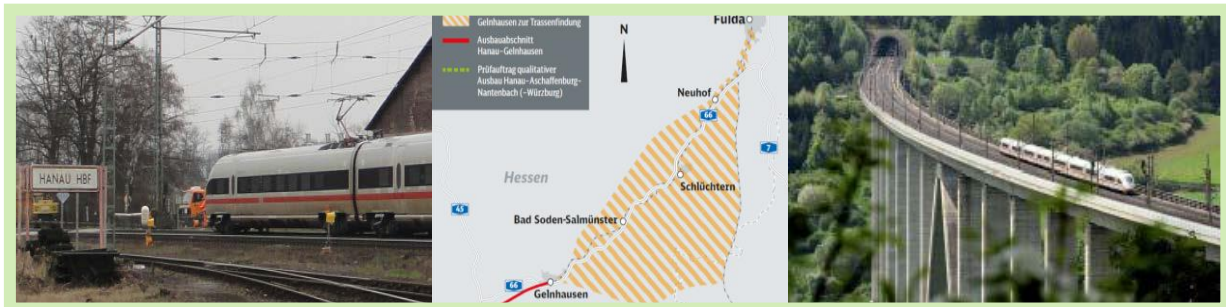 HANAU HBF
Gelnhausen zur Trassenfindung
Ausbauabschnitt
Hanau–Gelnhausen
Prüfauftrag qualitativer
Ausbau Hanau–Aschaffenburg–
Nantenbach (–Würzburg)
N
Fulda
Neuhof
66
7
Schlüchtern
Hessen
45
Bad Soden-Salmünster
66
Gelnhausen